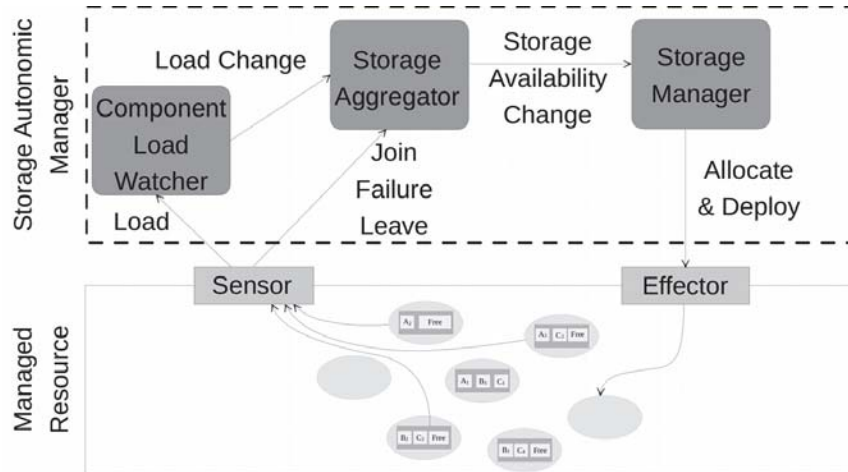 Storage Autonomic
Manager
Component
Load
Watcher
Load Change
Storage
Aggregator
Storage
Availability
Change
Storage
Manager
Load
Join
Failure
Leave
Allocate
& Deploy
Sensor
Effector
Managed
Resource
Free
Free
Free
Free